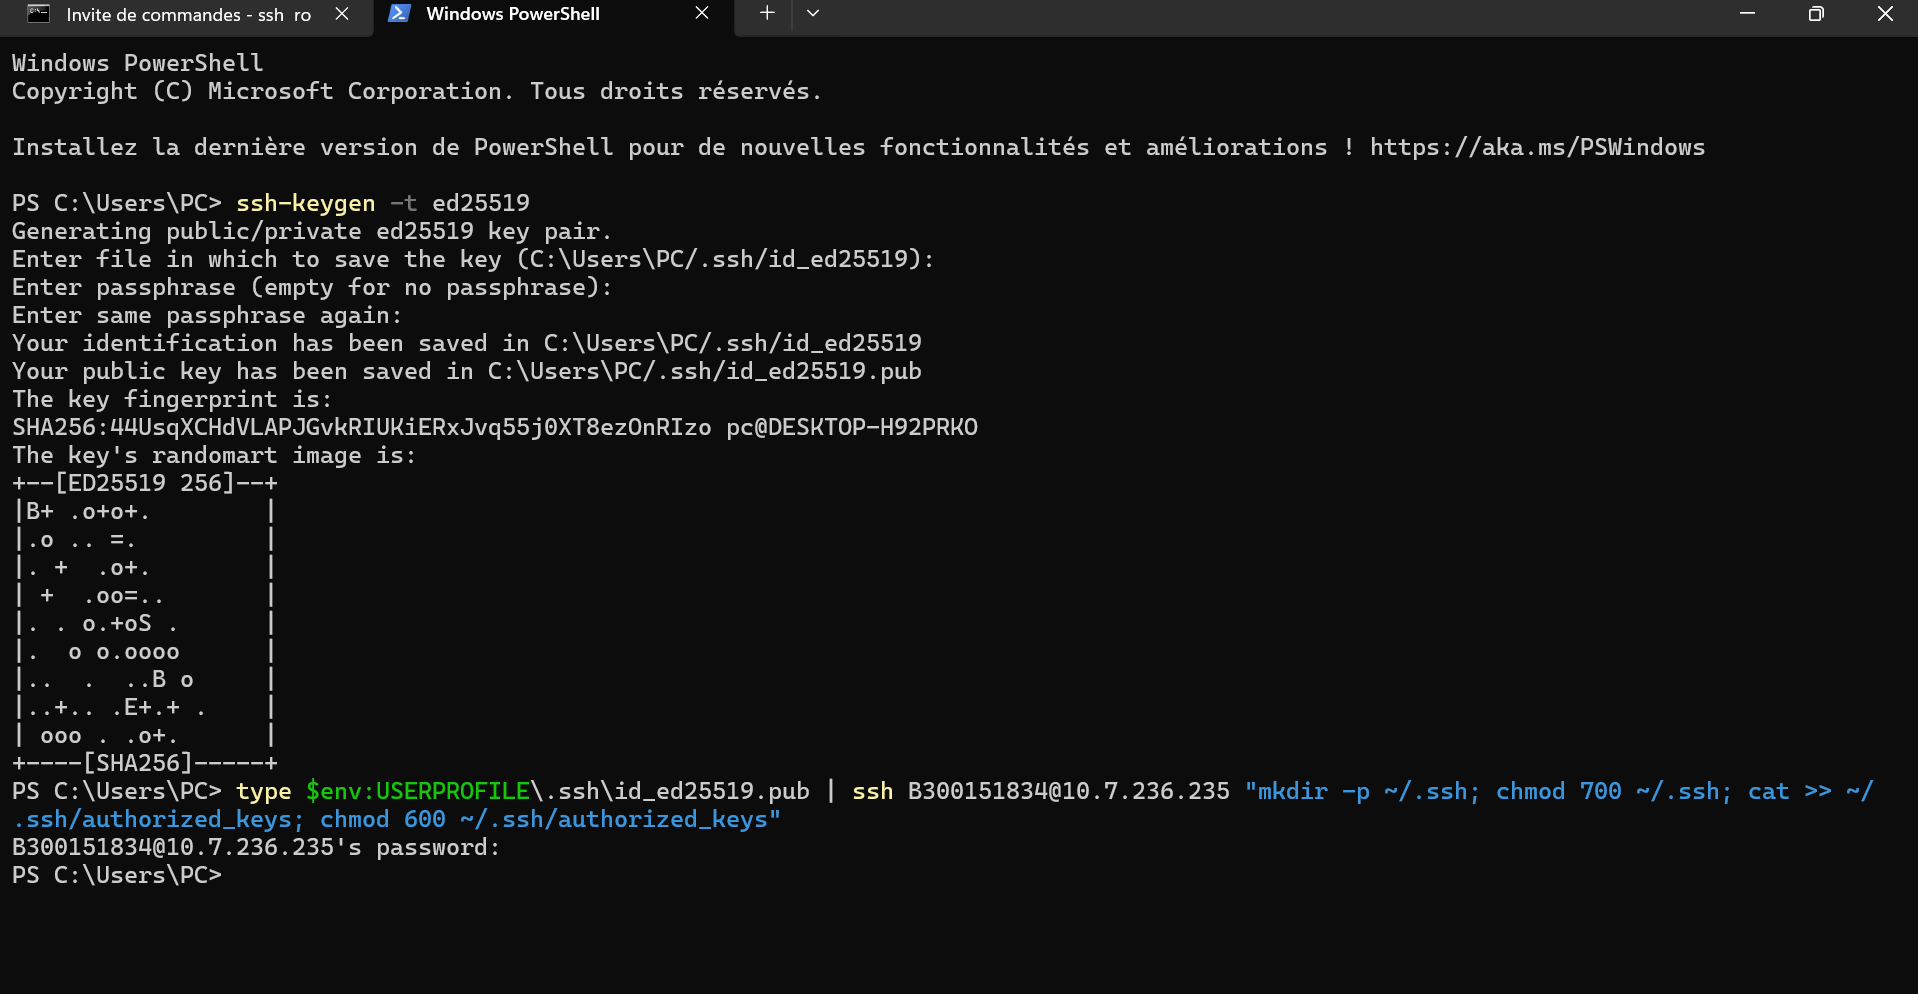 Invite de commandes - ssh ro
Windows PowerShell
Windows PowerShell
Copyright (C) Microsoft Corporation. Tous droits réservés.
Installez la dernière version de PowerShell pour de nouvelles fonctionnalités et améliorations ! https://aka.ms/PSWindows
PS C:\Users\PC> ssh-keygen -t ed25519
Generating public/private ed25519 key pair.
Enter file in which to save the key (C:\Users\PC/.ssh/id_ed25519):
Enter passphrase (empty for no passphrase):
Enter same passphrase again:
Your identification has been saved in C:\Users\PC/.ssh/id_ed25519
Your public key has been saved in C:\Users\PC/.ssh/id_ed25519.pub
The key fingerprint is:
SHA256:44UsqXCHdVLAPJGvkRIUKiERxJvq55j0XT8ezOnRIzo pc@DESKTOP-H92PRKO
The key's randomart image is:
+--[ED25519 256]--+
|B+ .o+o+.        |
|.o .. =.         |
|. +  .o+.        |
| +  .oo=..       |
|. . o.+oS .      |
|.  o o.oooo      |
|..  .  ..B o     |
|..+.. .E+.+ .    |
| ooo . .o+.      |
+----[SHA256]-----+
PS C:\Users\PC> type $env:USERPROFILE\.ssh\id_ed25519.pub | ssh B300151834@10.7.236.235 "mkdir -p ~/.ssh; chmod 700 ~/.ssh; cat >> ~/
.ssh/authorized_keys; chmod 600 ~/.ssh/authorized_keys"
B300151834@10.7.236.235's password:
PS C:\Users\PC>